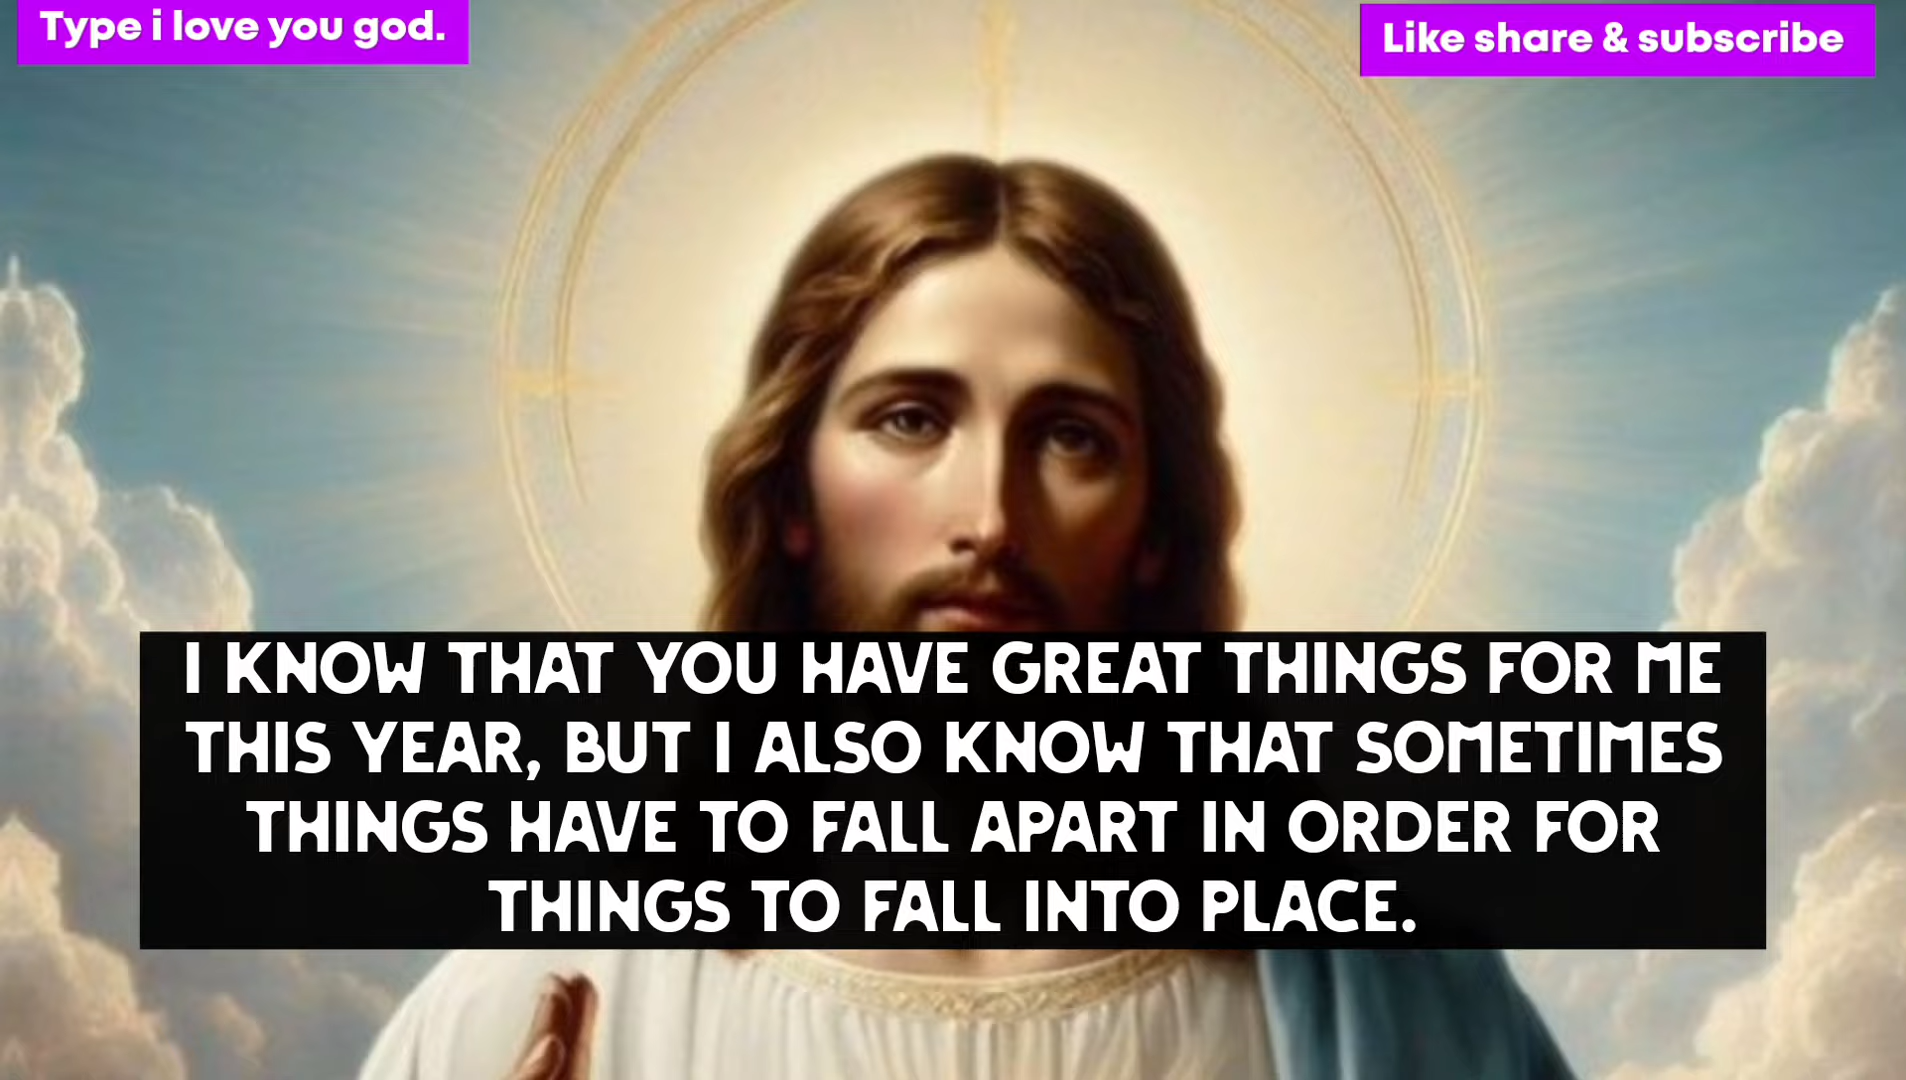 Type i love you god.
Like share & subscribe
I KNOW THAT YOU HAVE GREAT THINGS FOR ME
THIS YEAR, BUT I ALSO KNOW THAT SOMETIMES
THINGS HAVE TO FALL APART IN ORDER FOR
THINGS TO FALL INTO PLACE.